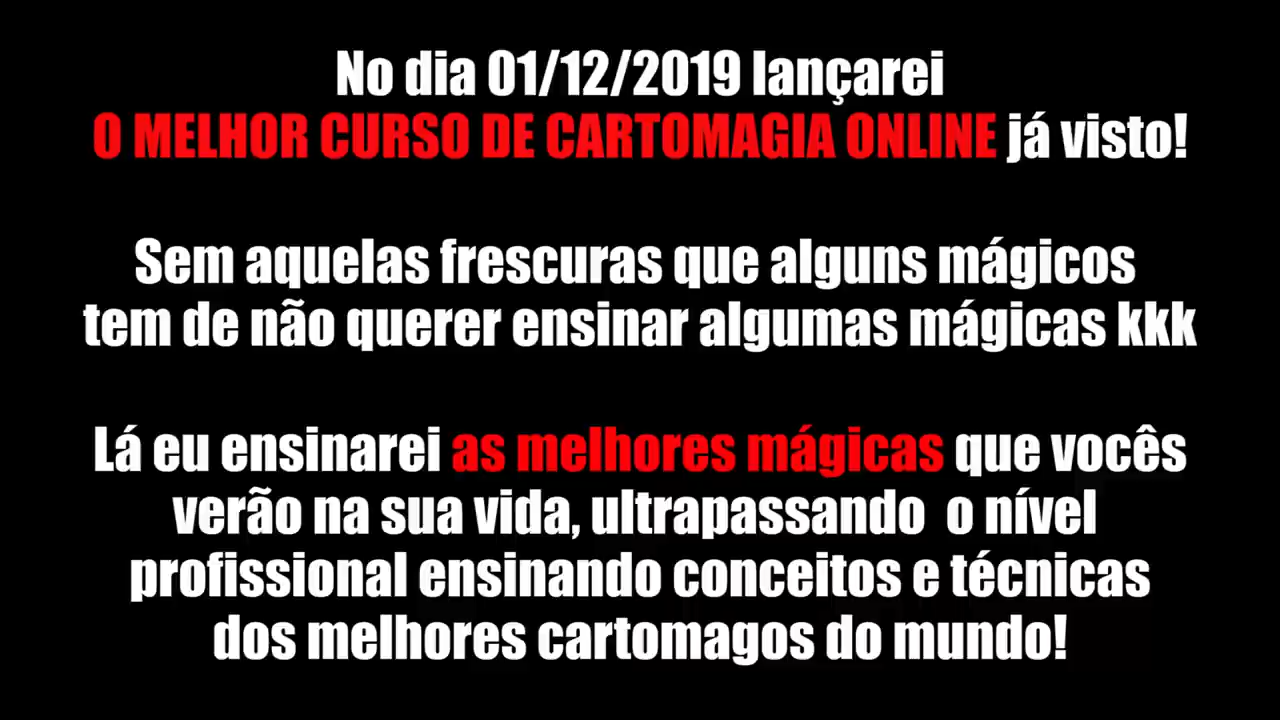 No dia 01/12/2019 lançarei
O MELHOR CURSO DE CARTOMAGIA ONLINE já visto!
Sem aquelas frescuras que alguns mágicos
tem de não querer ensinar algumas mágicas kkk
Lá eu ensinarei as melhores mágicas que vocês
verão na sua vida, ultrapassando o nível
profissional ensinando conceitos e técnicas
dos melhores cartomagos do mundo!